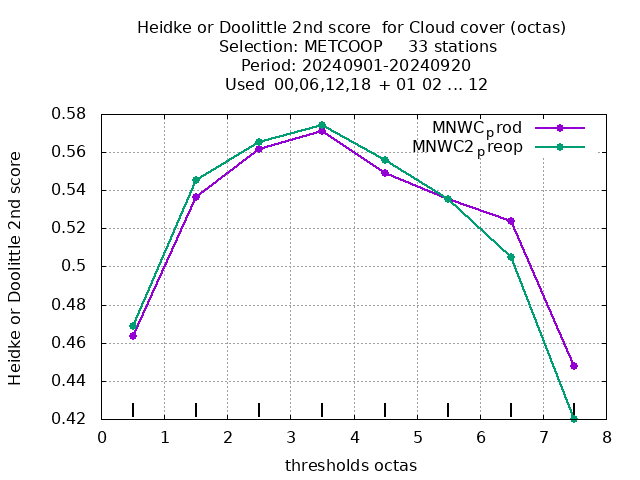 Heidke or Doolittle 2nd score  for Cloud cover (octas)
Selection: METCOOP     33 stations
Period: 20240901-20240920
Used  00,06,12,18  + 01 02 ... 12
MNWCprod
MNWC2preop
0.58
0.56
0.54
0.52
0.5
0.48
0.46
0.44
0.42
Heidke or Doolittle 2nd score
0 1 2 3 4 5 6 7 8
thresholds octas